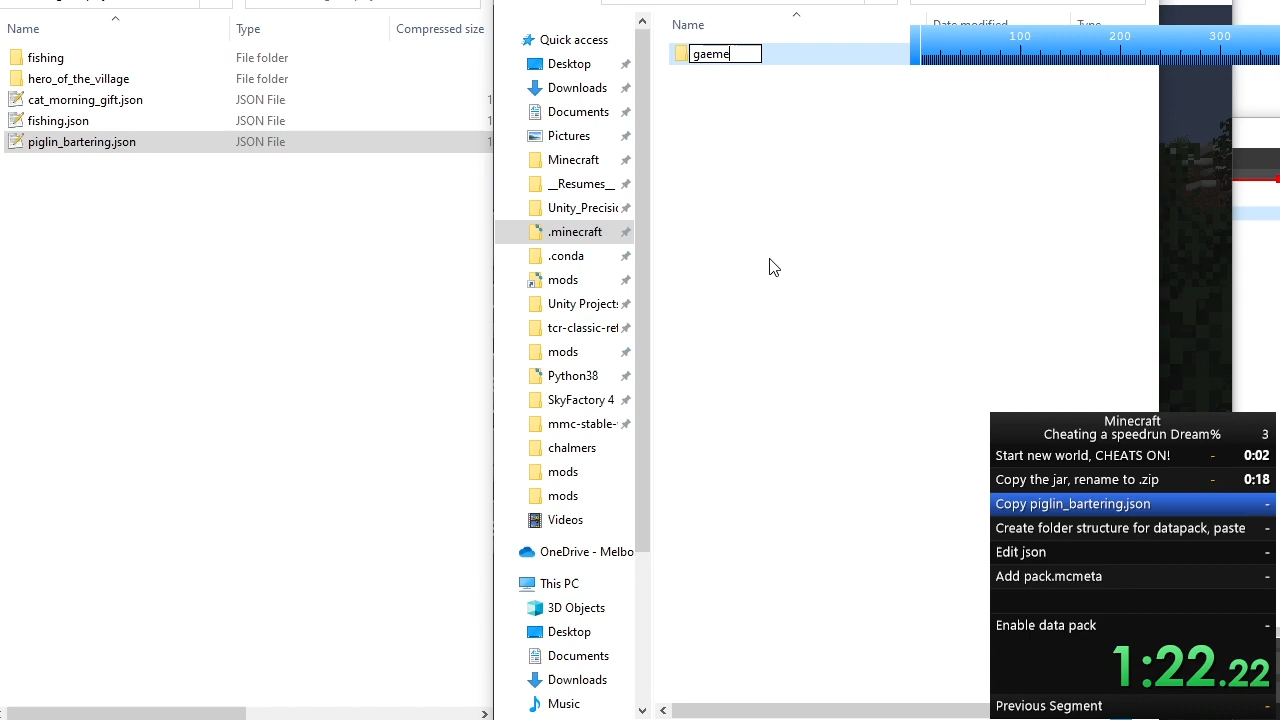 Name Type Compressed size
fishing File folder
hero_of_the_village File folder
cat_morning_gift.json JSON File 1
fishing.json JSON File
piglin_bartering.json JSON File 1
Quick access
Desktop
Downloads
Documents
Pictures
Minecraft
__Resumes__
Unity_Precisi
.minecraft
.conda
mods
Unity Project
tcr-classic-re
mods
Python38
SkyFactory 4
mmc-stable-
chalmers
mods
mods
Videos
OneDrive - Melbo
This PC
3D Objects
Desktop
Documents
Downloads
Music
Name Date modified Type
gaeme
100 200 300
Minecraft
Cheating a speedrun Dream% 3
Start new world, CHEATS ON! - 0:02
Copy the jar, rename to .zip - 0:18
Copy piglin_bartering.json -
Create folder structure for datapack, paste -
Edit json -
Add pack.mcmeta -
Enable data pack -
1:22.22
Previous Segment -